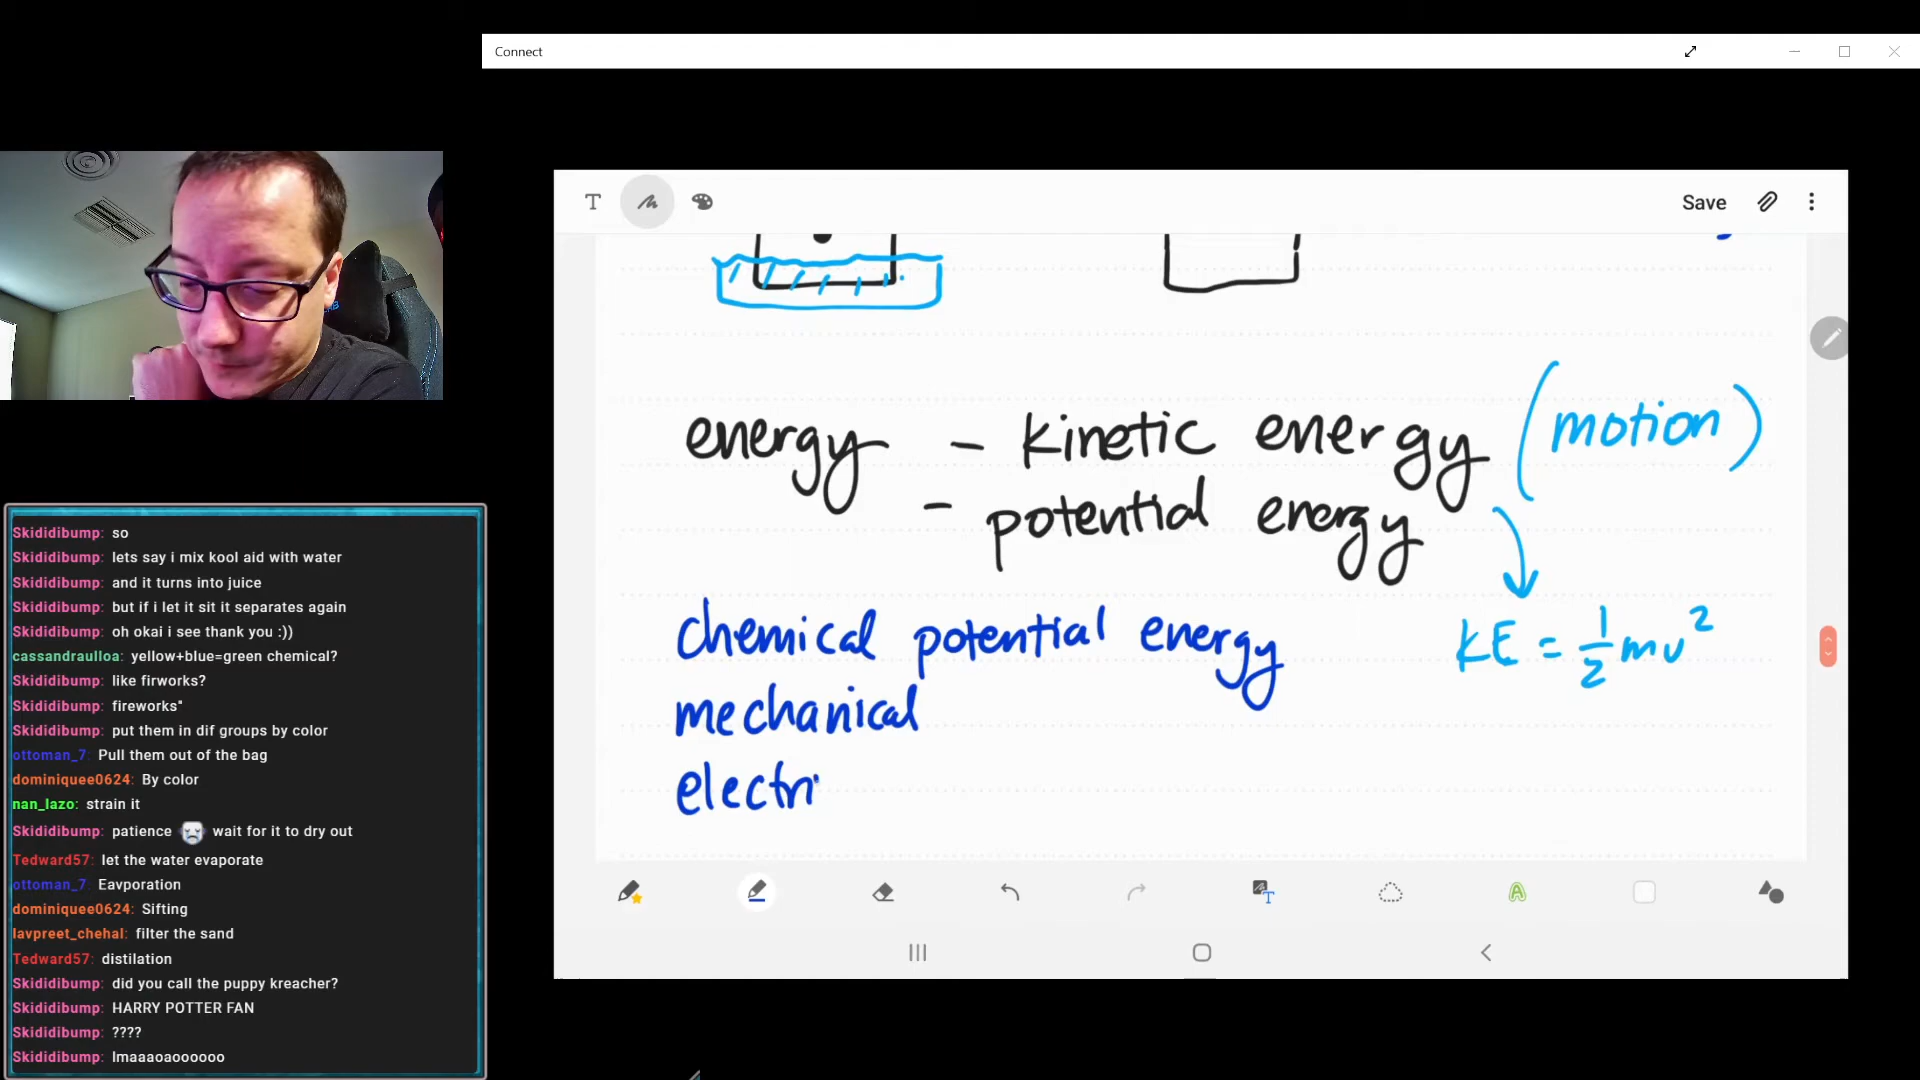 Connect
T
Save
energy - kinetic energy (motion)
- potential energy
chemical potential energy
KE = 1/2 mv²
mechanical
electri
T
A
Skididibump: so
Skididibump: lets say i mix kool aid with water
Skididibump: and it turns into juice
Skididibump: but if i let it sit it separates again
Skididibump: oh okai i see thank you :))
cassandraulloa: yellow+blue=green chemical?
Skididibump: like firworks?
Skididibump: fireworks"
Skididibump: put them in dif groups by color
ottoman_7: Pull them out of the bag
dominiquee0624: By color
nan_lazo: strain it
Skididibump: patience wait for it to dry out
Tedward57: let the water evaporate
ottoman_7: Eavporation
dominiquee0624: Sifting
lavpreet_chehal: filter the sand
Tedward57: distilation
Skididibump: did you call the puppy kreacher?
Skididibump: HARRY POTTER FAN
Skididibump: ????
Skididibump: lmaaaoaoooooo